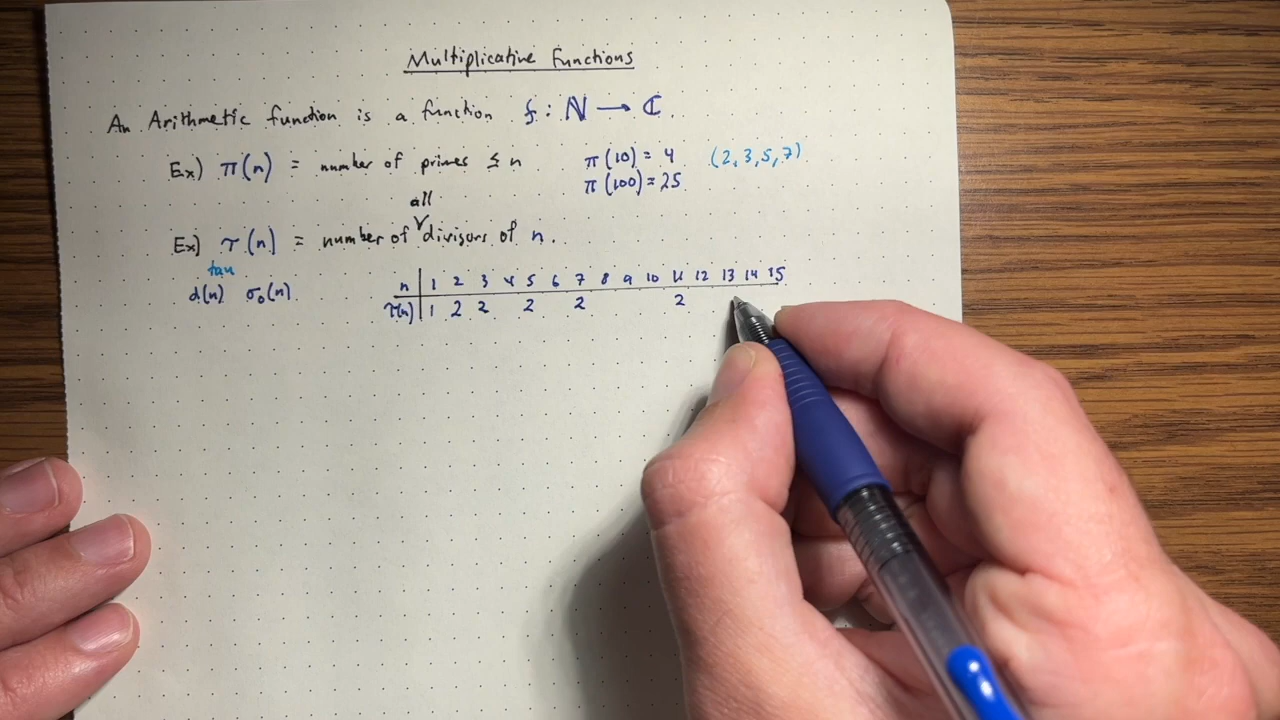 Multiplicative Functions
An Arithmetic function is a function f : ℕ → ℂ.
Ex) π(n) = number of primes ≤ n π(10) = 4 (2,3,5,7)
π(100) = 25
all
Ex) τ(n) = number of divisors of n.
tau
d(n) σ₀(n)
n 1 2 3 4 5 6 7 8 9 10 11 12 13 14 15
τ(n) 1 2 2 2 2 2